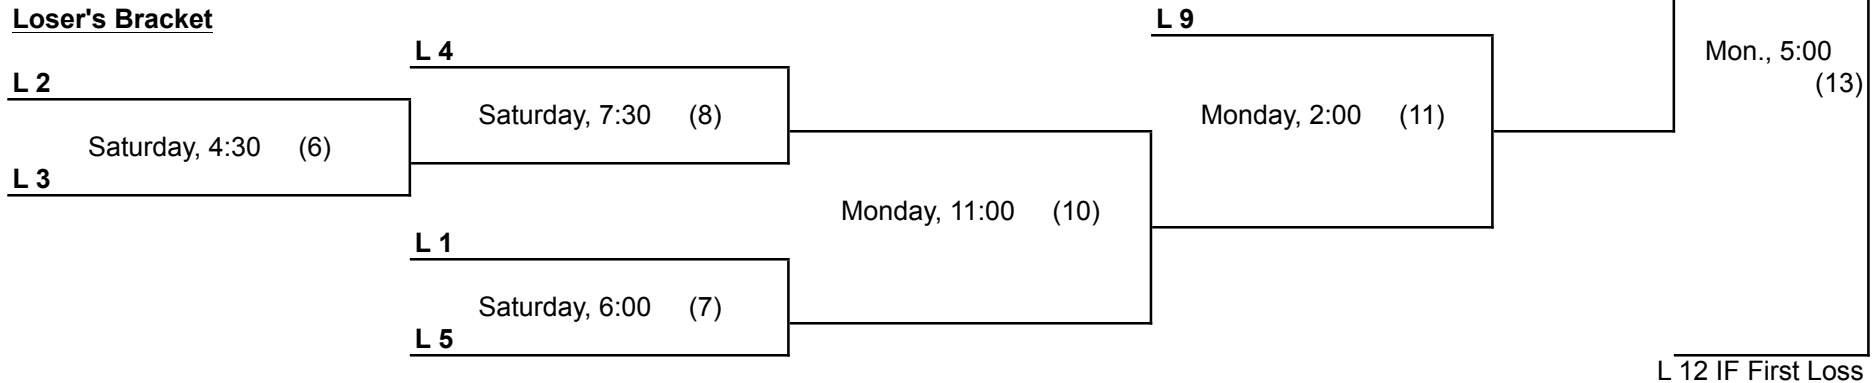 Loser's Bracket
L 9
L 4
Mon., 5:00
(13)
L 2
Saturday, 7:30 (8)
Monday, 2:00 (11)
Saturday, 4:30 (6)
L 3
Monday, 11:00 (10)
L 1
Saturday, 6:00 (7)
L 5
L 12 IF First Loss